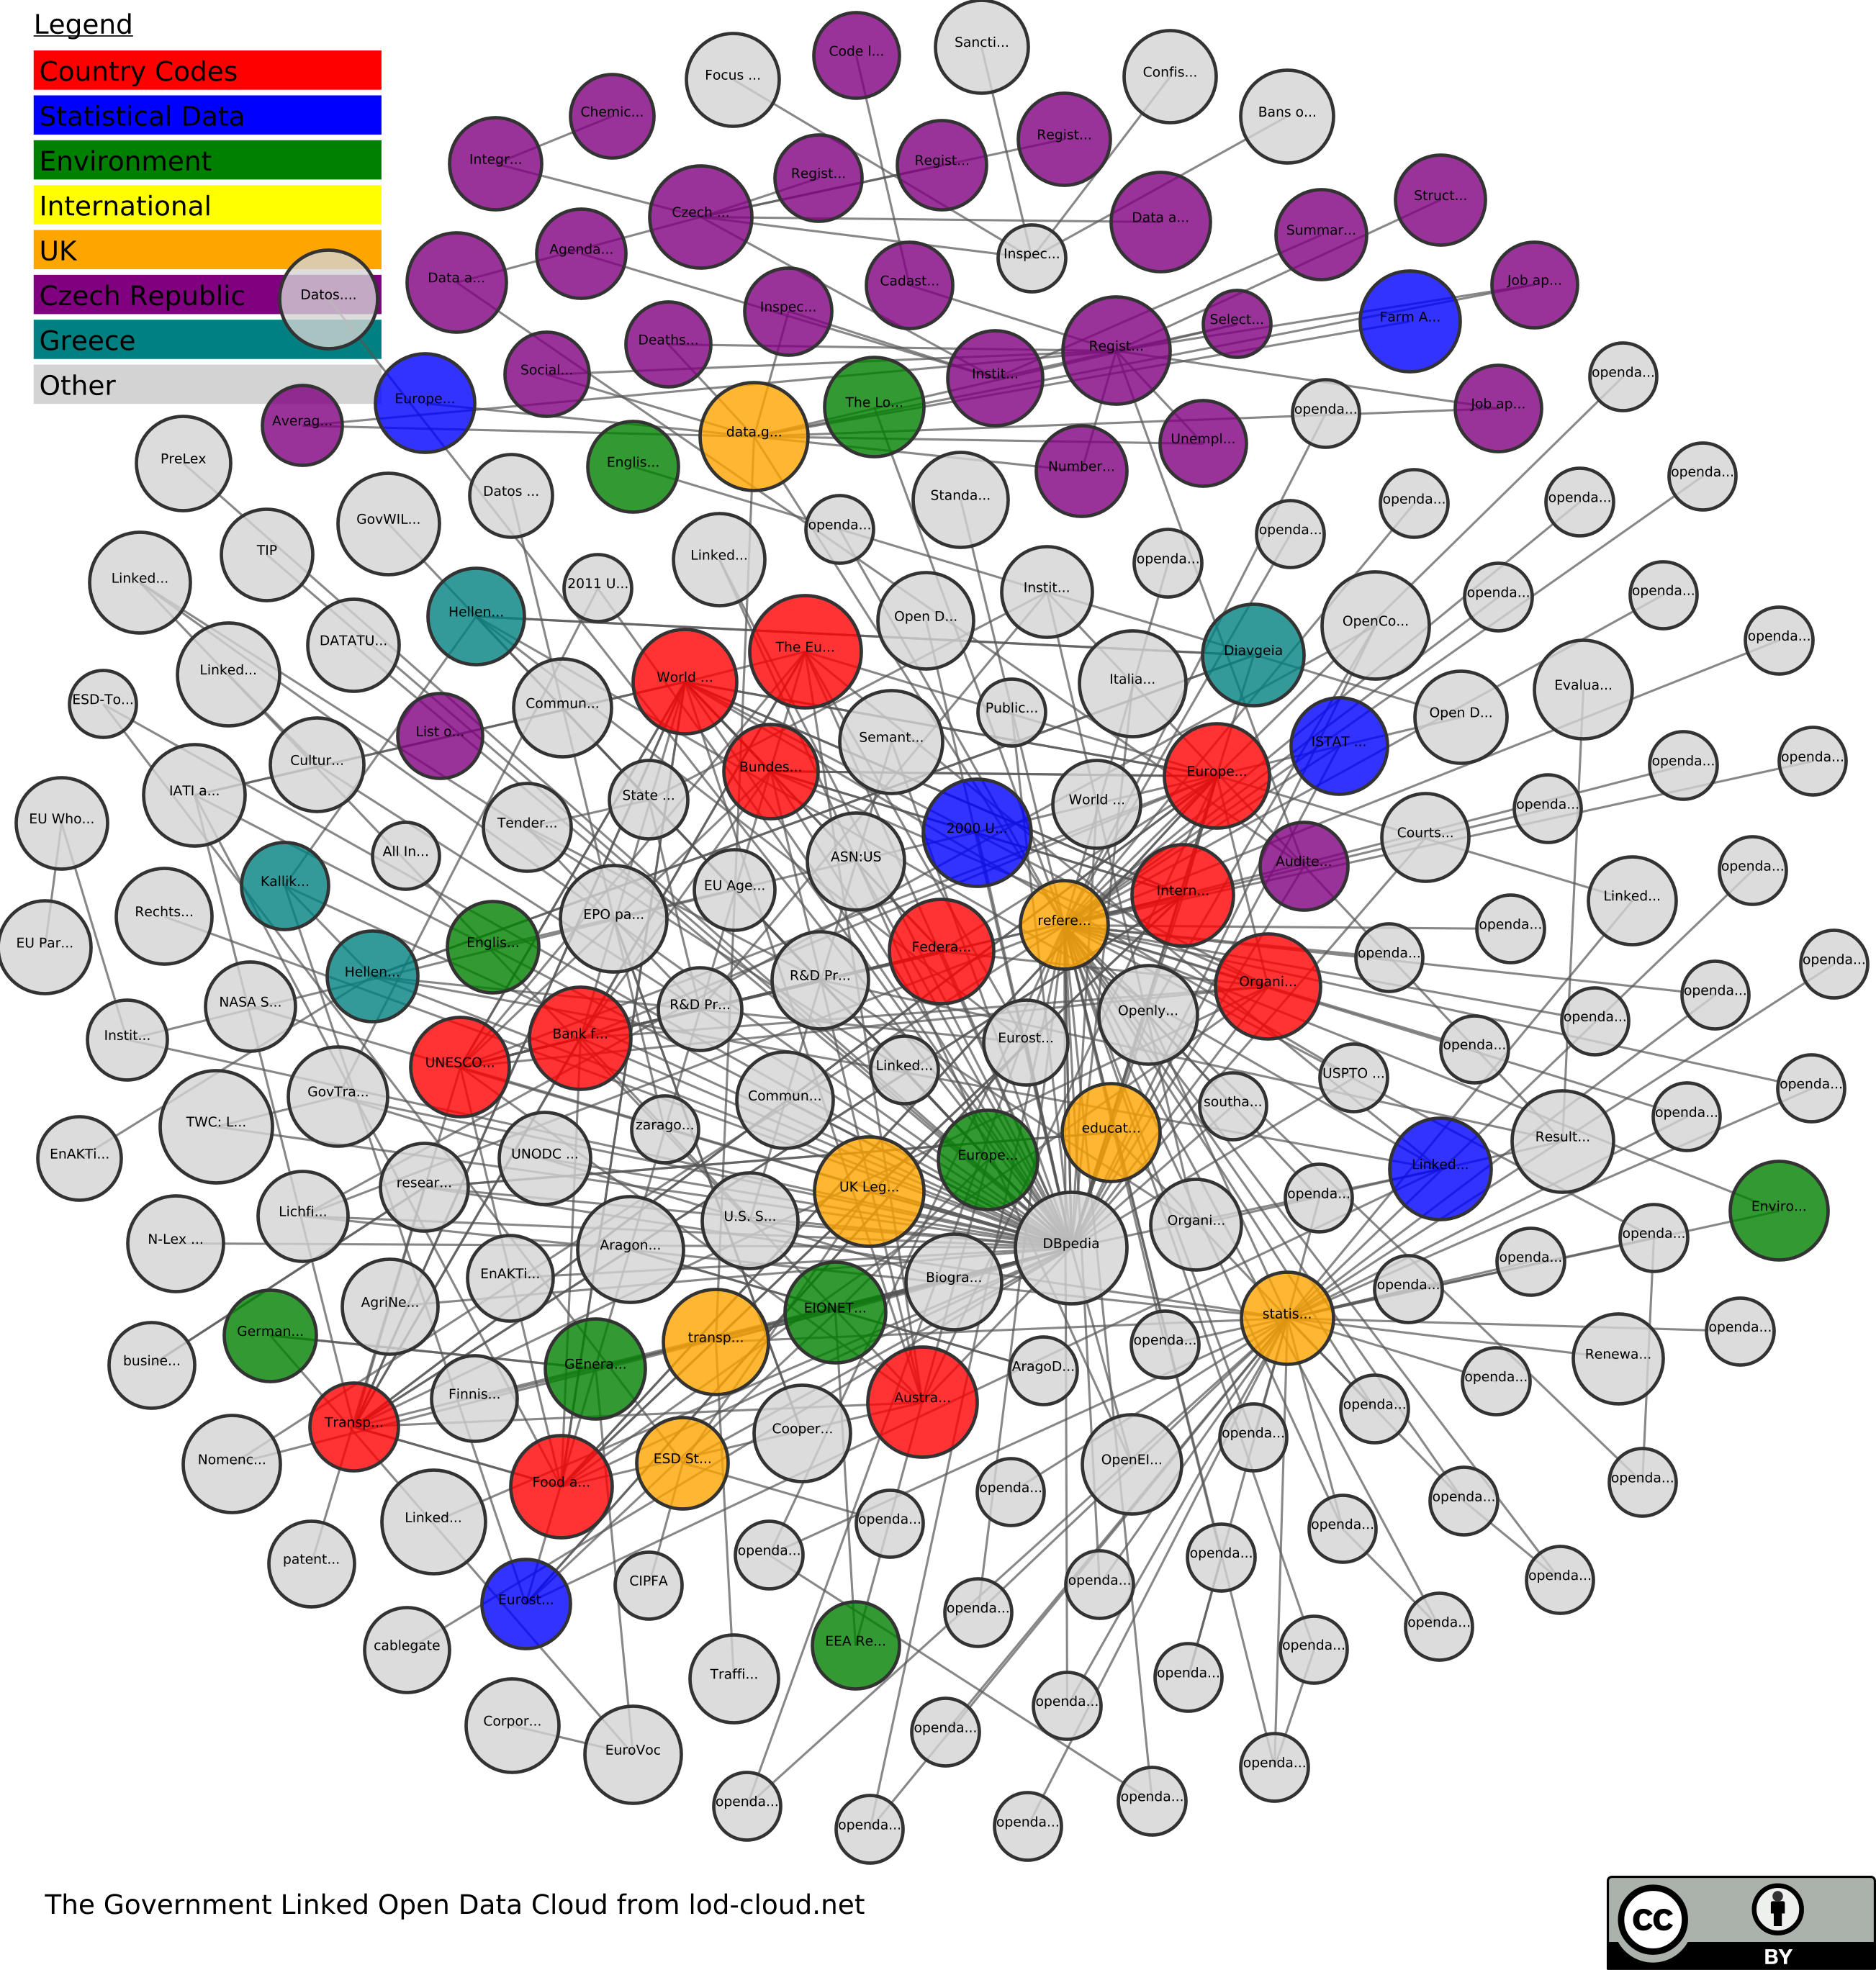 Legend
Country Codes
Statistical Data
Environment
International
UK
Czech Republic
Greece
Other
Sancti...
Code l...
Confis...
Focus ...
Chemic...
Bans o...
Regist...
Integr...
Regist...
Regist...
Struct...
Czech ...
Data a...
Summar...
Agenda...
Inspec...
Data a...
Cadast...
Job ap...
Datos....
Inspec...
Farm A...
Select...
Deaths...
Regist...
Social...
Instit...
openda...
Europe...
The Lo...
Job ap...
openda...
Averag...
data.g...
Unempl...
PreLex
Englis...
Number...
openda...
Datos ...
Standa...
openda...
openda...
GovWIL...
openda...
openda...
TIP
Linked...
openda...
Linked...
2011 U...
Instit...
openda...
openda...
Hellen...
Open D...
OpenCo...
DATATU...
The Eu...
Diavgeia
openda...
Linked...
World ...
Italia...
Evalua...
ESD-To...
Commun...
Public...
Open D...
List o...
Semant...
ISTAT ...
Cultur...
Bundes...
Europe...
openda...
openda...
IATI a...
State ...
World ...
openda...
EU Who...
Tender...
2000 U...
Courts...
All In...
ASN:US
Audite...
openda...
Kallik...
EU Age...
Intern...
Linked...
Rechts...
EPO pa...
refere...
openda...
EU Par...
Englis...
Federa...
openda...
openda...
Hellen...
R&D Pr...
Organi...
openda...
NASA S...
R&D Pr...
Openly...
openda...
Instit...
Bank f...
Eurost...
openda...
UNESCO...
Linked...
USPTO ...
openda...
GovTra...
Commun...
southa...
openda...
TWC: L...
zarago...
educat...
Result...
EnAKTi...
UNODC ...
Europe...
Linked...
resear...
UK Leg...
openda...
Enviro...
Lichfi...
U.S. S...
Organi...
N-Lex ...
Aragon...
DBpedia
openda...
openda...
EnAKTi...
Biogra...
openda...
AgriNe...
EIONET...
statis...
German...
transp...
openda...
openda...
busine...
GEnera...
AragoD...
Renewa...
Finnis...
Austra...
openda...
Transp...
Cooper...
openda...
openda...
Nomenc...
ESD St...
OpenEI...
Food a...
openda...
openda...
Linked...
openda...
openda...
patent...
openda...
openda...
openda...
CIPFA
openda...
openda...
Eurost...
openda...
openda...
cablegate
EEA Re...
openda...
Traffi...
openda...
openda...
Corpor...
openda...
EuroVoc
openda...
openda...
openda...
openda...
openda...
The Government Linked Open Data Cloud from lod-cloud.net
CC
BY